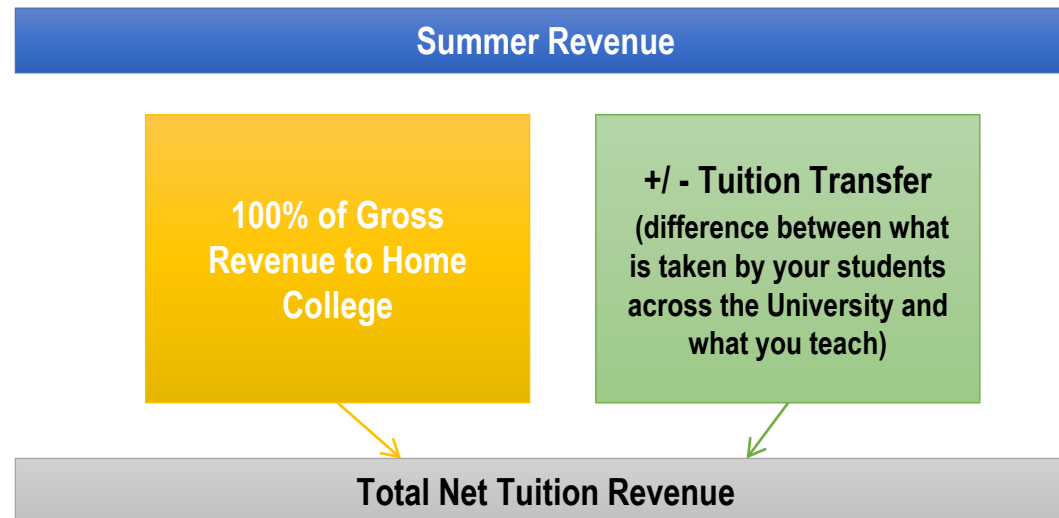 Summer Revenue
100% of Gross
Revenue to Home
College
+/ - Tuition Transfer
(difference between what
is taken by your students
across the University and
what you teach)
Total Net Tuition Revenue